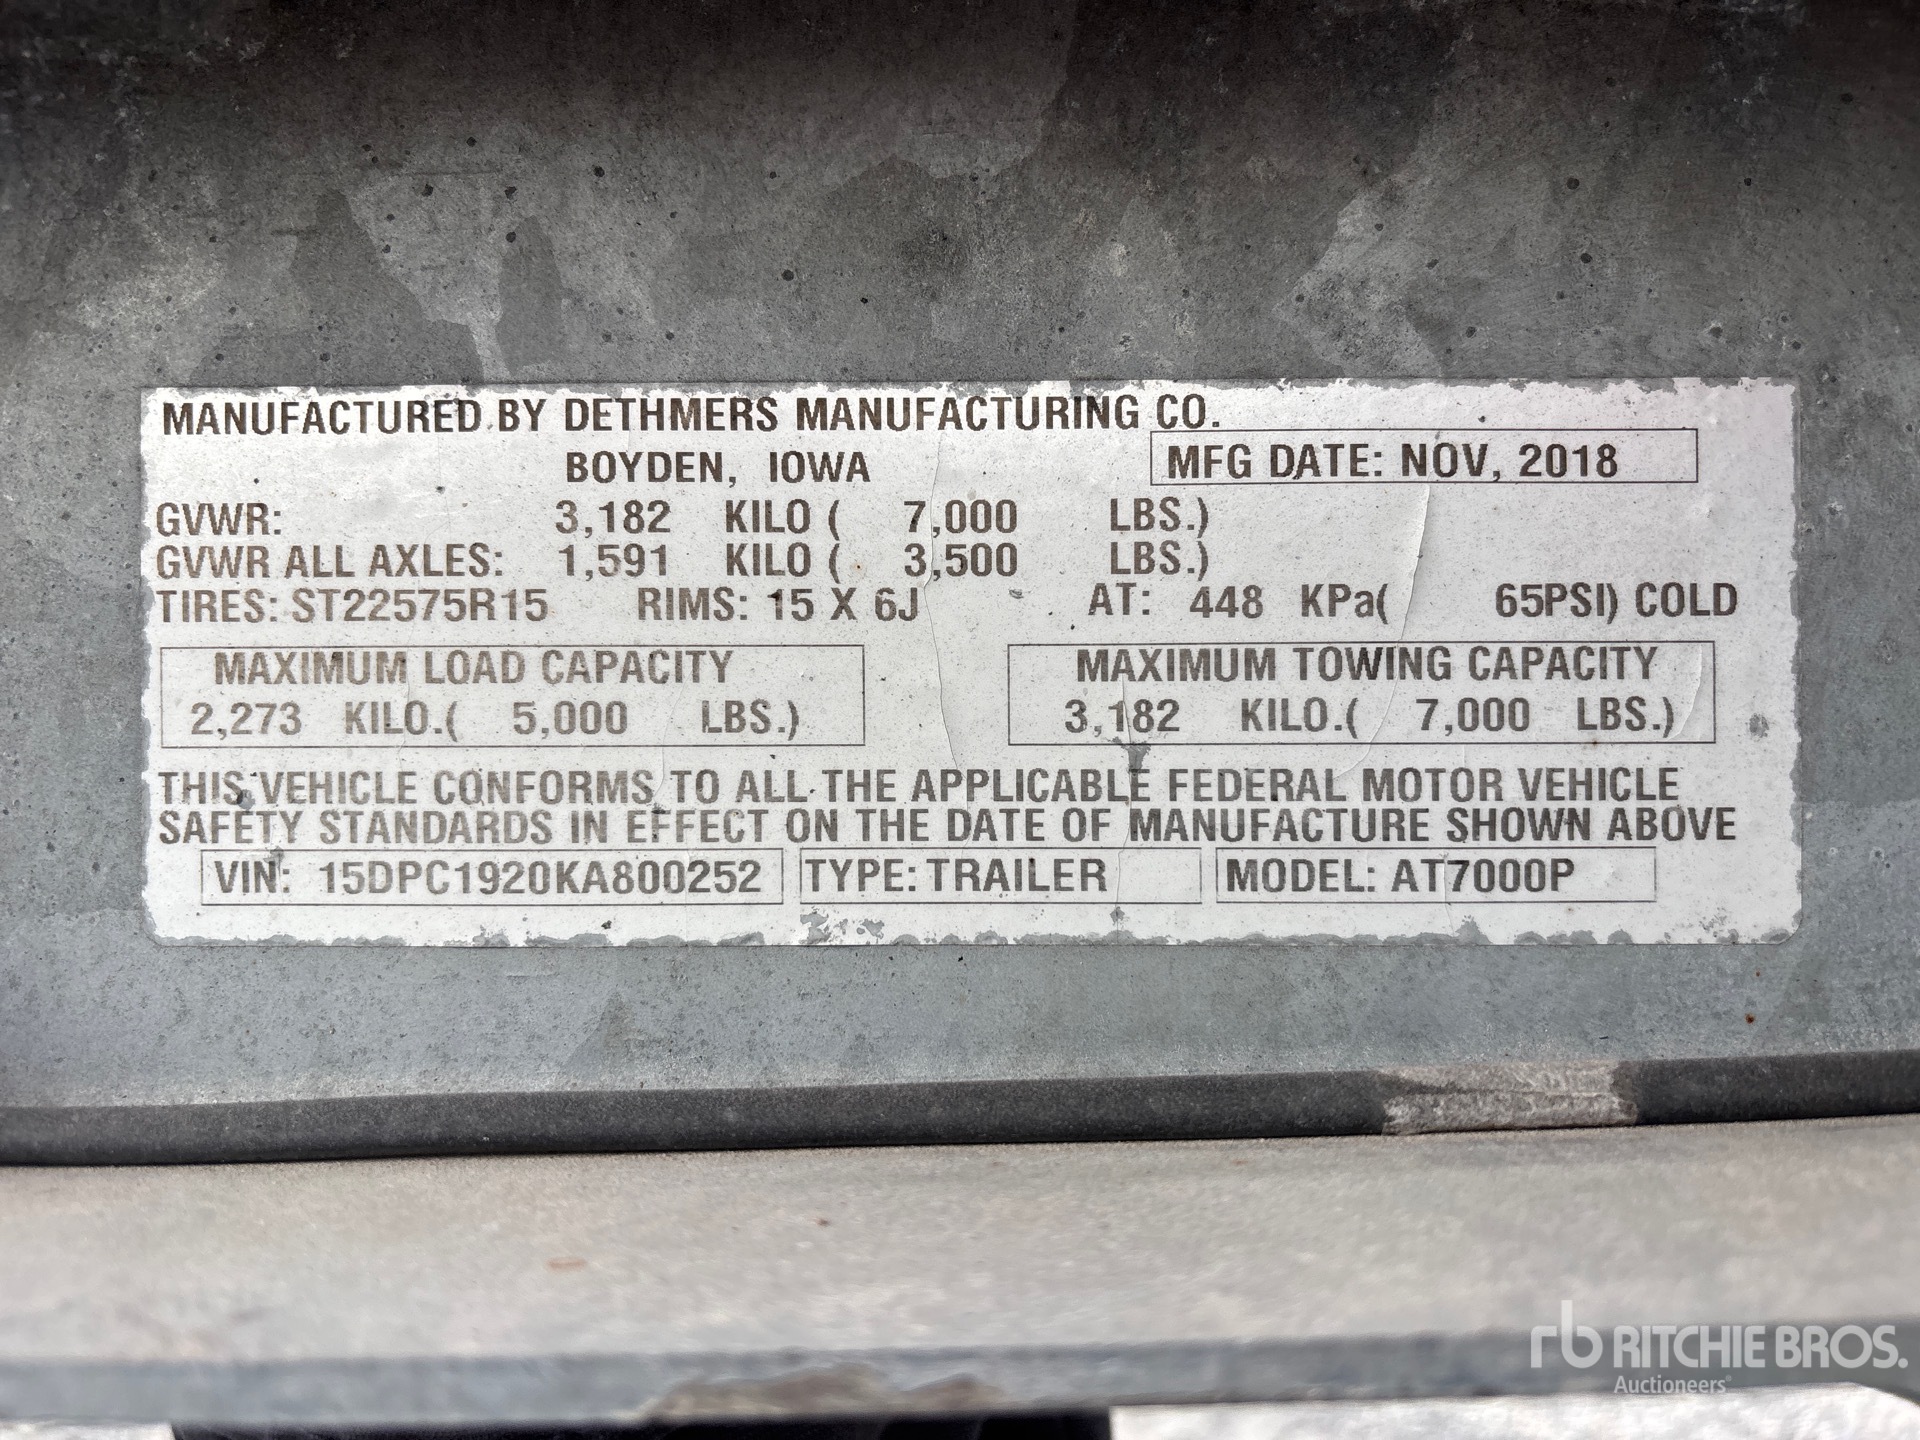 MANUFACTURED BY DETHMERS MANUFACTURING CO.
BOYDEN, IOWA
MFG DATE: NOV, 2018
GVWR: 3,182 KILO ( 7,000 LBS.)
GVWR ALL AXLES: 1,591 KILO ( 3,500 LBS.)
TIRES: ST22575R15 RIMS: 15 X 6J AT: 448 KPa( 65PSI) COLD
MAXIMUM LOAD CAPACITY
2,273 KILO.( 5,000 LBS.)
MAXIMUM TOWING CAPACITY
3,182 KILO.( 7,000 LBS.)
THIS VEHICLE CONFORMS TO ALL THE APPLICABLE FEDERAL MOTOR VEHICLE
SAFETY STANDARDS IN EFFECT ON THE DATE OF MANUFACTURE SHOWN ABOVE
VIN: 15DPC1920KA800252 TYPE: TRAILER MODEL: AT7000P
rb RITCHIE BROS.
Auctioneers